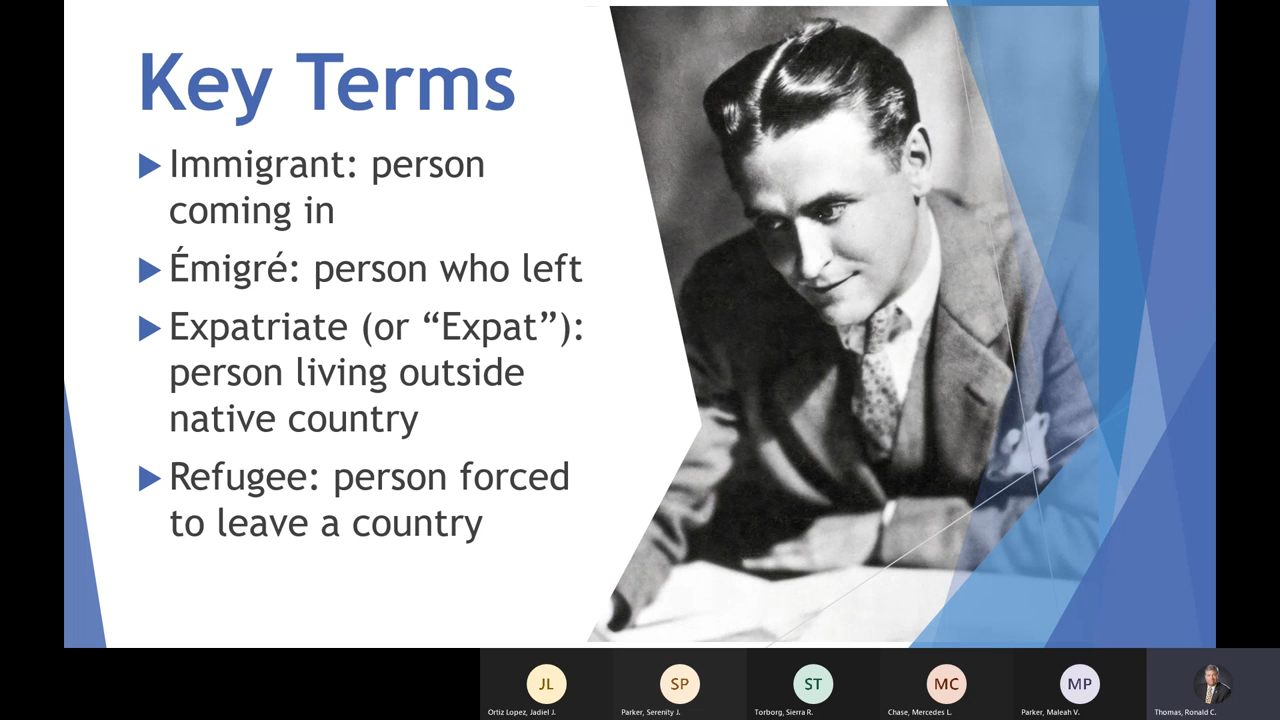 Key Terms
Immigrant: person
coming in
Émigré: person who left
Expatriate (or “Expat”):
person living outside
native country
Refugee: person forced
to leave a country
JL
SP
ST
MC
MP
Ortiz Lopez, Jadiel J.
Parker, Serenity J.
Torborg, Sierra R.
Chase, Mercedes L.
Parker, Maleah V.
Thomas, Ronald C.